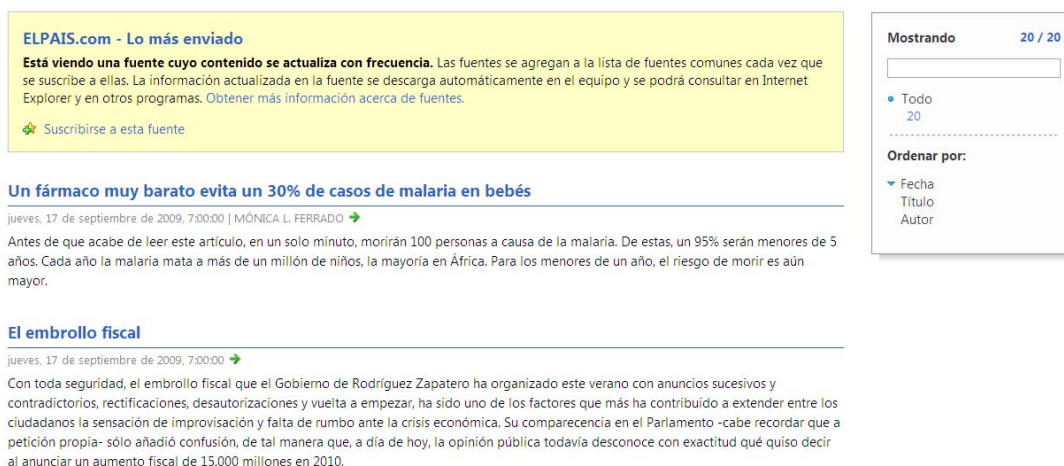 ELPAIS.com - Lo más enviado
Está viendo una fuente cuyo contenido se actualiza con frecuencia. Las fuentes se agregan a la lista de fuentes comunes cada vez que
se suscribe a ellas. La información actualizada en la fuente se descarga automáticamente en el equipo y se podrá consultar en Internet
Explorer y en otros programas. Obtener más información acerca de fuentes.
Suscribirse a esta fuente
Un fármaco muy barato evita un 30% de casos de malaria en bebés
jueves, 17 de septiembre de 2009, 7:00:00 | MÓNICA L. FERRADO
Antes de que acabe de leer este artículo, en un solo minuto, morirán 100 personas a causa de la malaria. De estas, un 95% serán menores de 5
años. Cada año la malaria mata a más de un millón de niños, la mayoría en África. Para los menores de un año, el riesgo de morir es aún
mayor.
El embrollo fiscal
jueves, 17 de septiembre de 2009, 7:00:00
Con toda seguridad, el embrollo fiscal que el Gobierno de Rodríguez Zapatero ha organizado este verano con anuncios sucesivos y
contradictorios, rectificaciones, desautorizaciones y vuelta a empezar, ha sido uno de los factores que más ha contribuido a extender entre los
ciudadanos la sensación de improvisación y falta de rumbo ante la crisis económica. Su comparecencia en el Parlamento -cabe recordar que a
petición propia- sólo añadió confusión, de tal manera que, a día de hoy, la opinión pública todavía desconoce con exactitud qué quiso decir
al anunciar un aumento fiscal de 15.000 millones en 2010.
Mostrando 20 / 20
Todo
20
Ordenar por:
Fecha
Título
Autor